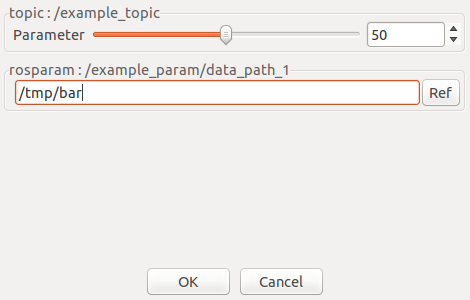 topic : /example_topic
Parameter 50
rosparam : /example_param/data_path_1
/tmp/bar Ref
OK Cancel